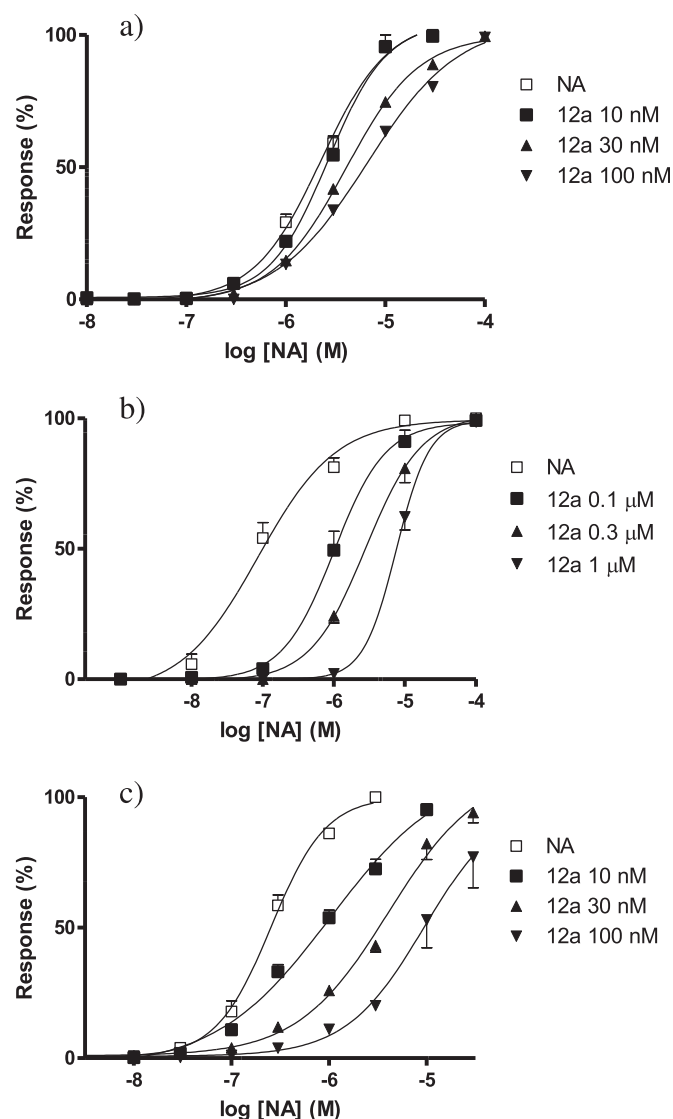 a)
100
50
0
Response (%)
-8 -7 -6 -5 -4
log [NA] (M)
NA
12a 10 nM
12a 30 nM
12a 100 nM
b)
100
50
0
Response (%)
-8 -7 -6 -5 -4
log [NA] (M)
NA
12a 0.1 μM
12a 0.3 μM
12a 1 μM
c)
100
50
0
Response (%)
-8 -7 -6 -5
log [NA] (M)
NA
12a 10 nM
12a 30 nM
12a 100 nM